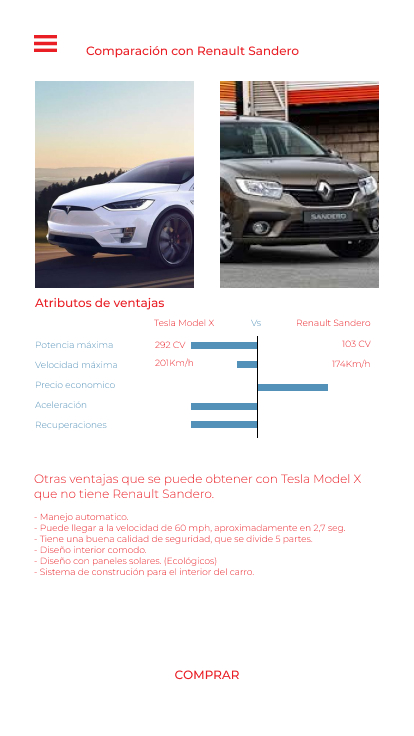 Comparación con Renault Sandero
SANDERO
Atributos de ventajas
Tesla Model X Vs Renault Sandero
Potencia máxima 292 CV 103 CV
Velocidad máxima 201Km/h 174Km/h
Precio economico
Aceleración
Recuperaciones
Otras ventajas que se puede obtener con Tesla Model X
que no tiene Renault Sandero.
- Manejo automatico.
- Puede llegar a la velocidad de 60 mph, aproximadamente en 2,7 seg.
- Tiene una buena calidad de seguridad, que se divide 5 partes.
- Diseño interior comodo.
- Diseño con paneles solares. (Ecológicos)
- Sistema de construción para el interior del carro.
COMPRAR